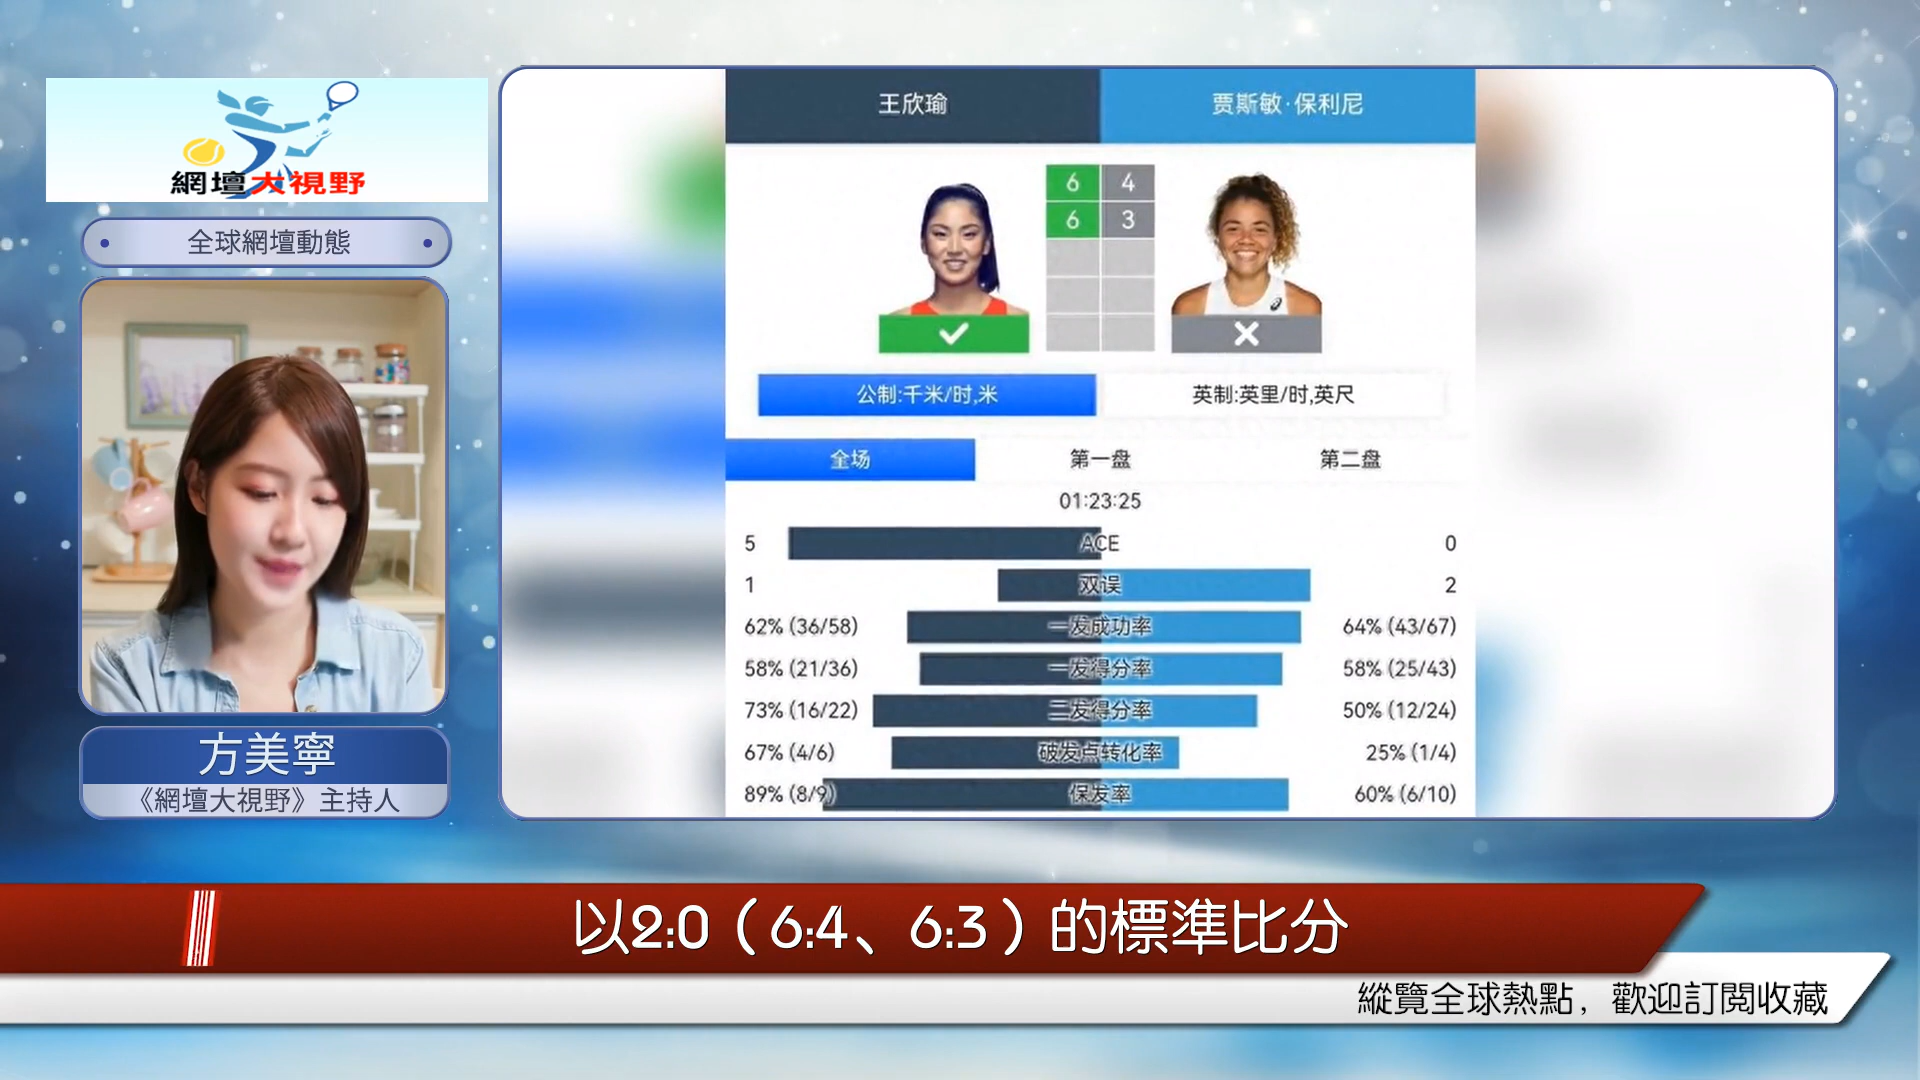 網壇大視野
全球網壇動態
方美寧
《網壇大視野》主持人
王欣瑜
贾斯敏·保利尼
6 4
6 3
公制:千米/时,米
英制:英里/时,英尺
全场
第一盘
第二盘
01:23:25
5 ACE 0
1 双误 2
62% (36/58) 一发成功率 64% (43/67)
58% (21/36) 一发得分率 58% (25/43)
73% (16/22) 二发得分率 50% (12/24)
67% (4/6) 破发点转化率 25% (1/4)
89% (8/9) 保发率 60% (6/10)
以2:0（6:4、6:3）的標準比分
縱覽全球熱點，歡迎訂閱收藏